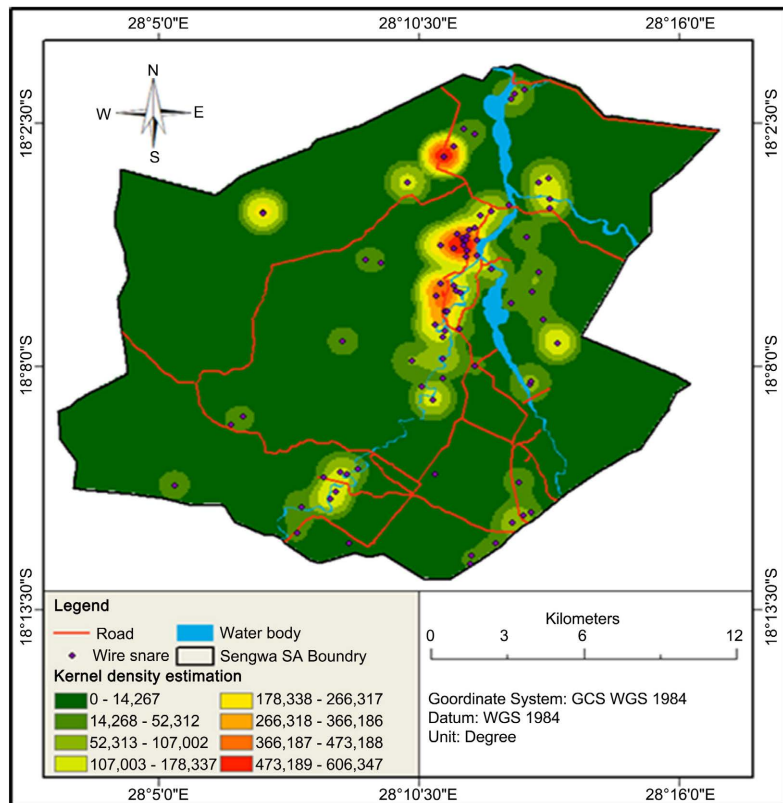 28°5'0"E 28°10'30"E 28°16'0"E
N
W E
S
18°2'30"S 18°2'30"S
18°8'0"S 18°8'0"S
18°13'30"S 18°13'30"S
Legend
Road Water body
Wire snare Sengwa SA Boundry
Kernel density estimation
0 - 14,267 178,338 - 266,317
14,268 - 52,312 266,318 - 366,186
52,313 - 107,002 366,187 - 473,188
107,003 - 178,337 473,189 - 606,347
Kilometers
0 3 6 12
Goordinate System: GCS WGS 1984
Datum: WGS 1984
Unit: Degree
28°5'0"E 28°10'30"E 28°16'0"E